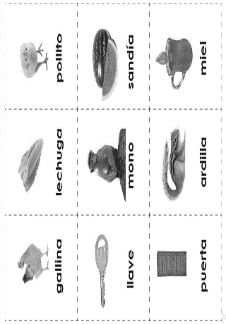 gallina
lechuga
pollito
llave
mono
sandía
puerta
ardilla
miel